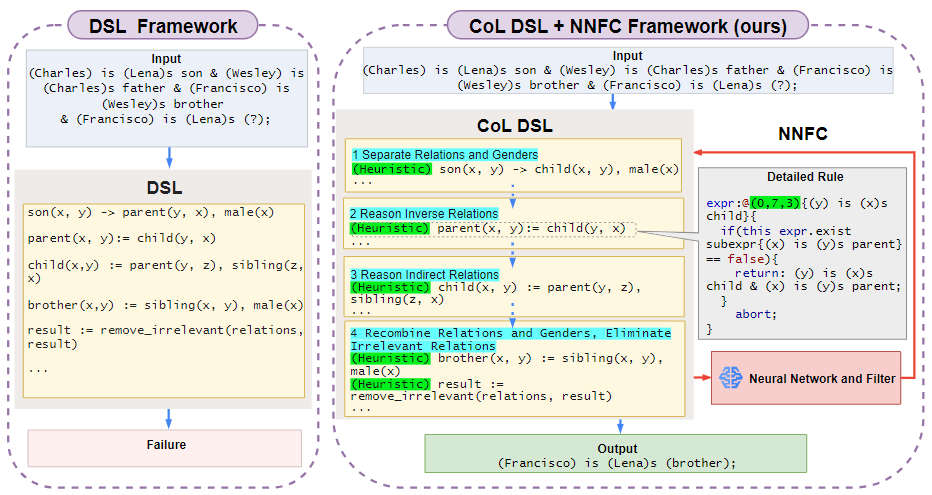 DSL Framework
Input
(Charles) is (Lena)s son & (Wesley) is
(Charles)s father & (Francisco) is
(Wesley)s brother
& (Francisco) is (Lena)s (?);
DSL
son(x, y) -> parent(y, x), male(x)
parent(x, y):= child(y, x)
child(x,y) := parent(y, z), sibling(z,
x)
brother(x,y) := sibling(x, y), male(x)
result := remove_irrelevant(relations,
result)
...
Failure
CoL DSL + NNFC Framework (ours)
Input
(Charles) is (Lena)s son & (Wesley) is (Charles)s father & (Francisco) is
(Wesley)s brother & (Francisco) is (Lena)s (?);
CoL DSL
1 Separate Relations and Genders
(Heuristic) son(x, y) -> child(x, y), male(x)
...
2 Reason Inverse Relations
(Heuristic) parent(x, y):= child(y, x)
...
3 Reason Indirect Relations
(Heuristic) child(x, y) := parent(y, z),
sibling(z, x)
...
4 Recombine Relations and Genders, Eliminate
Irrelevant Relations
(Heuristic) brother(x, y) := sibling(x, y),
male(x)
(Heuristic) result :=
remove_irrelevant(relations, result)
...
NNFC
Detailed Rule
expr:@(0,7,3){(y) is (x)s
child}{
if(this expr.exist
subexpr{(x) is (y)s parent}
== false){
return: (y) is (x)s
child & (x) is (y)s parent;
}
abort;
}
Neural Network and Filter
Output
(Francisco) is (Lena)s (brother);